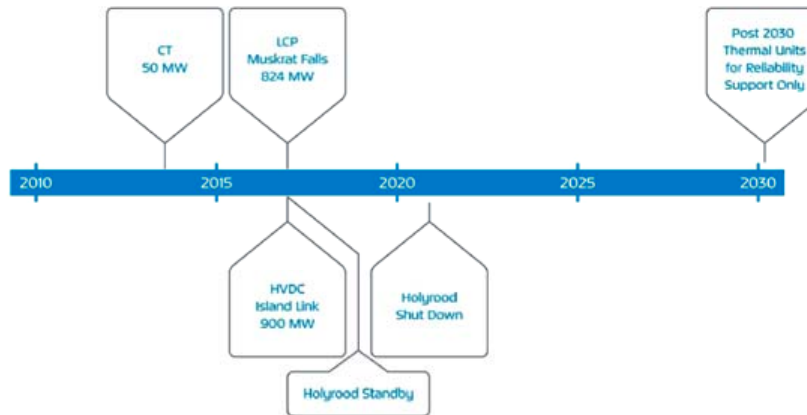 CT
50 MW
LCP
Muskrat Falls
824 MW
Post 2030
Thermal Units
for Reliability
Support Only
2010
2015
2020
2025
2030
HVDC
Island Link
900 MW
Holyrood
Shut Down
Holyrood Standby